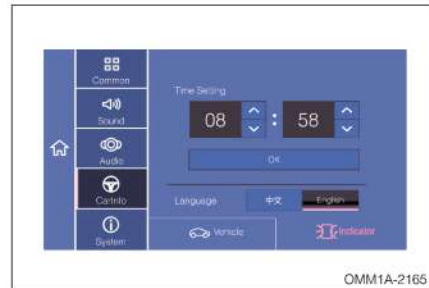 Common
Sound
Audio
CarInfo
System
Time Setting
08 : 58
OK
Language 中文 English
Vehicle
Indicator
OMM1A-2165